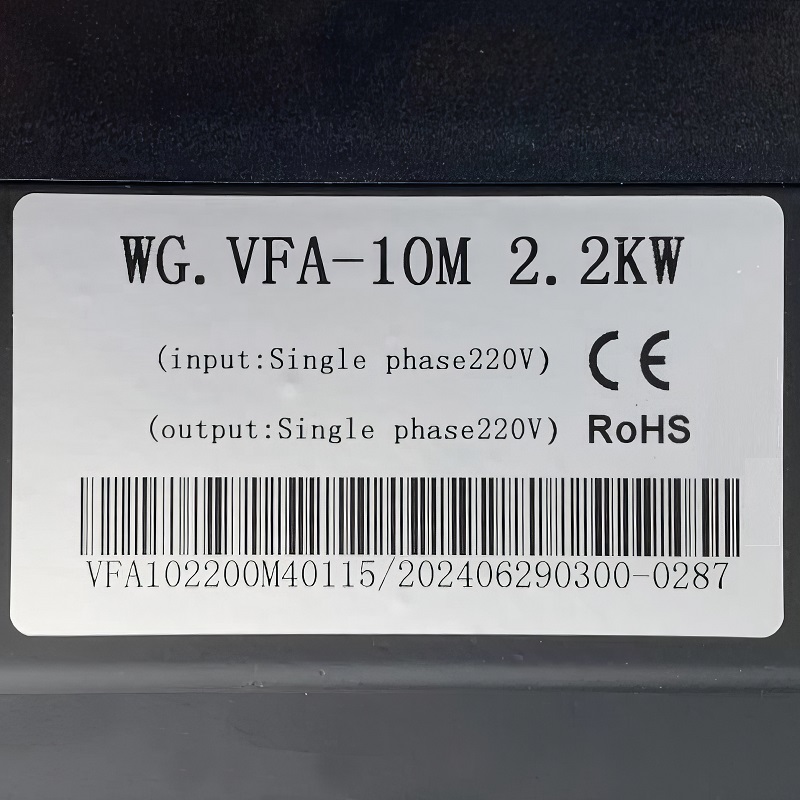 WG. VFA-10M 2.2KW
(input:Single phase220V) CE
(output:Single phase220V) RoHS
VFA102200M40115/202406290300-0287